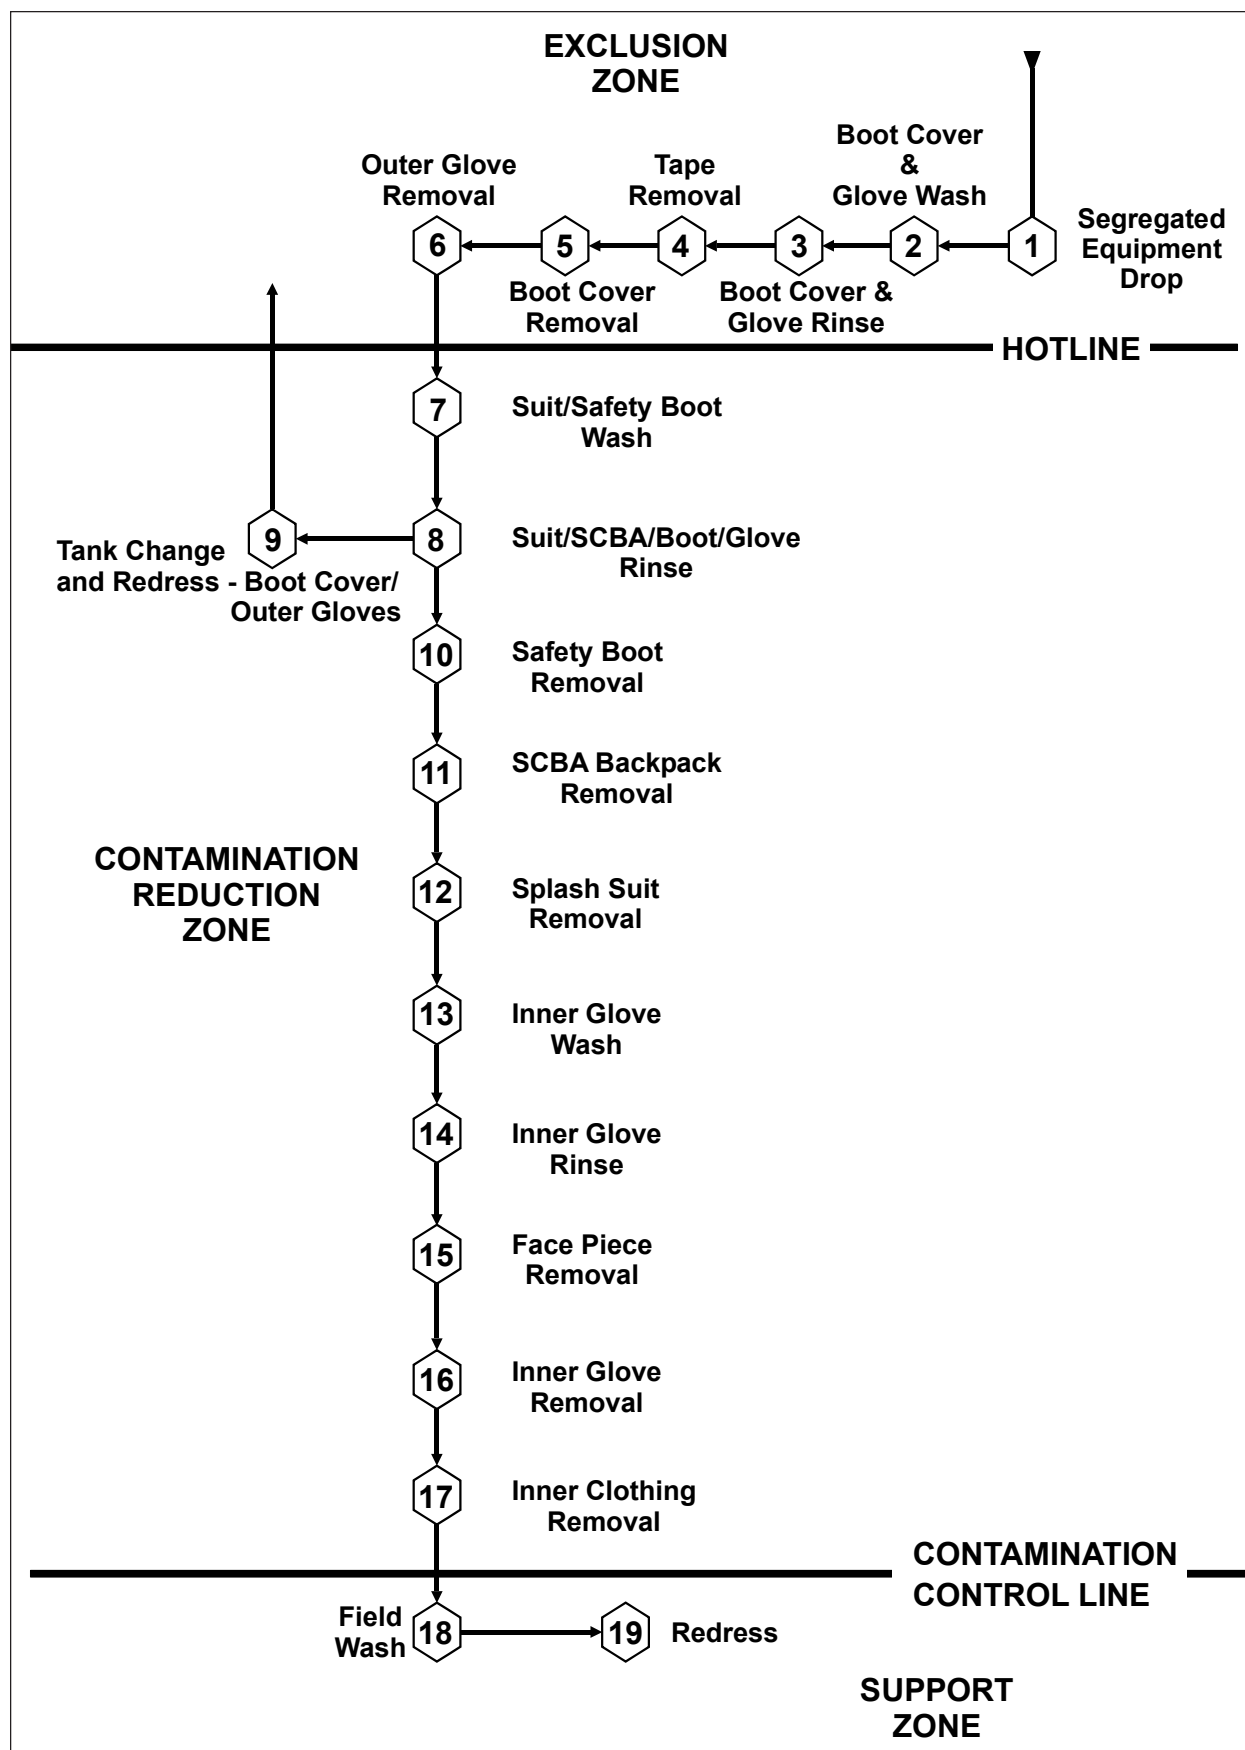 EXCLUSION
ZONE
Boot Cover
&
Glove Wash
Outer Glove
Removal
Tape
Removal
Segregated
Equipment
Drop
6
5
4
3
2
1
Boot Cover
Removal
Boot Cover &
Glove Rinse
HOTLINE
7
Suit/Safety Boot
Wash
9
8
Suit/SCBA/Boot/Glove
Rinse
Tank Change
and Redress - Boot Cover/
Outer Gloves
10
Safety Boot
Removal
11
SCBA Backpack
Removal
CONTAMINATION
REDUCTION
ZONE
12
Splash Suit
Removal
13
Inner Glove
Wash
14
Inner Glove
Rinse
15
Face Piece
Removal
16
Inner Glove
Removal
17
Inner Clothing
Removal
CONTAMINATION
CONTROL LINE
Field
Wash
18
19
Redress
SUPPORT
ZONE